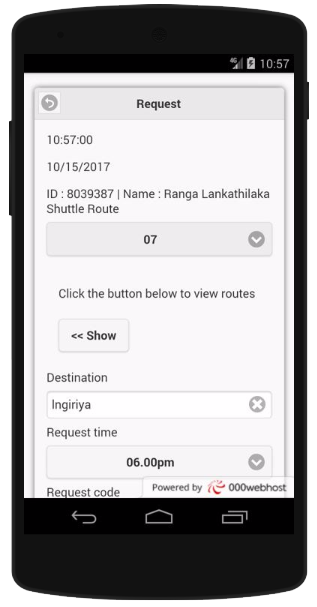 4G 10:57
Request
10:57:00
10/15/2017
ID : 8039387 | Name : Ranga Lankathilaka
Shuttle Route
07
Click the button below to view routes
<< Show
Destination
Ingiriya
Request time
06.00pm
Request code
Powered by 000webhost